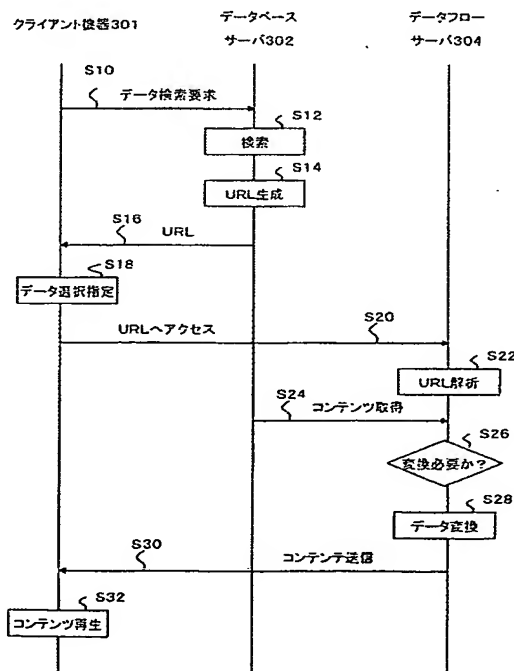 クライアント機器301
データベース
サーバ302
データフロー
サーバ304
S10
データ検索要求
S12
検索
S14
URL生成
S16
URL
S18
データ選択指定
URLへアクセス
S20
S22
URL解析
S24
コンテンツ取得
S26
変換必要か?
S28
データ変換
S30
コンテンテ送信
S32
コンテンツ再生